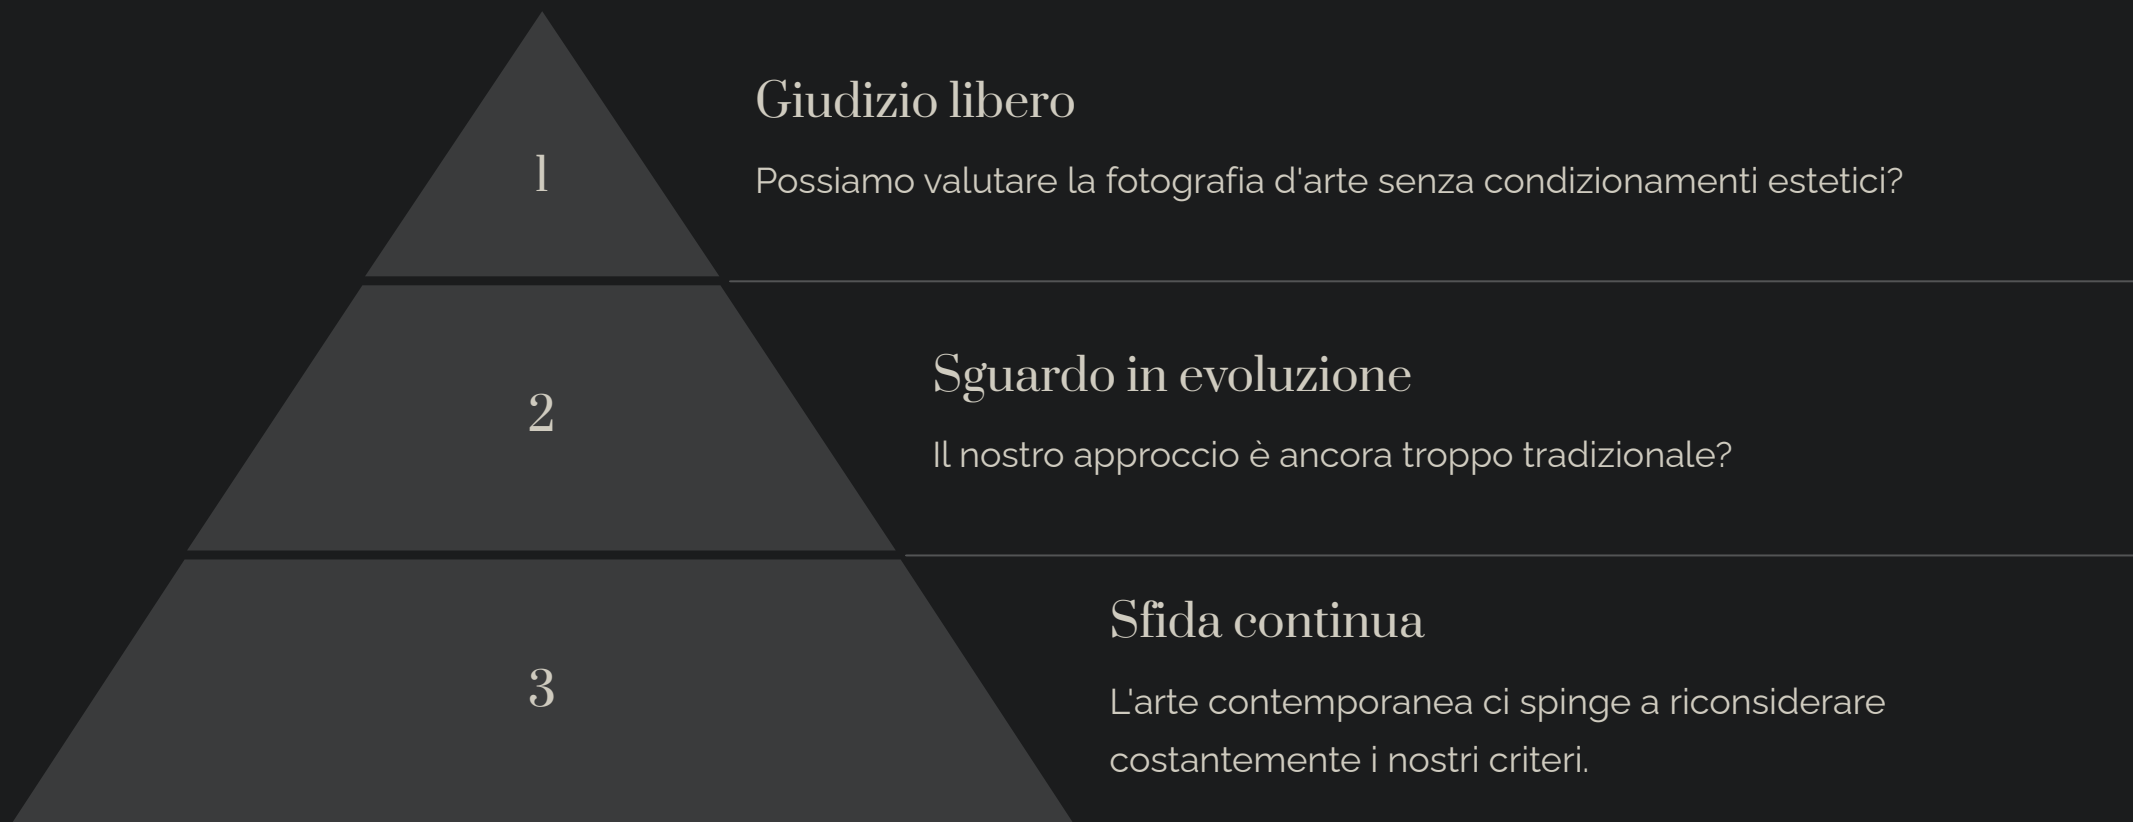 1
Giudizio libero
Possiamo valutare la fotografia d'arte senza condizionamenti estetici?
2
Sguardo in evoluzione
Il nostro approccio è ancora troppo tradizionale?
3
Sfida continua
L'arte contemporanea ci spinge a riconsiderare
costantemente i nostri criteri.